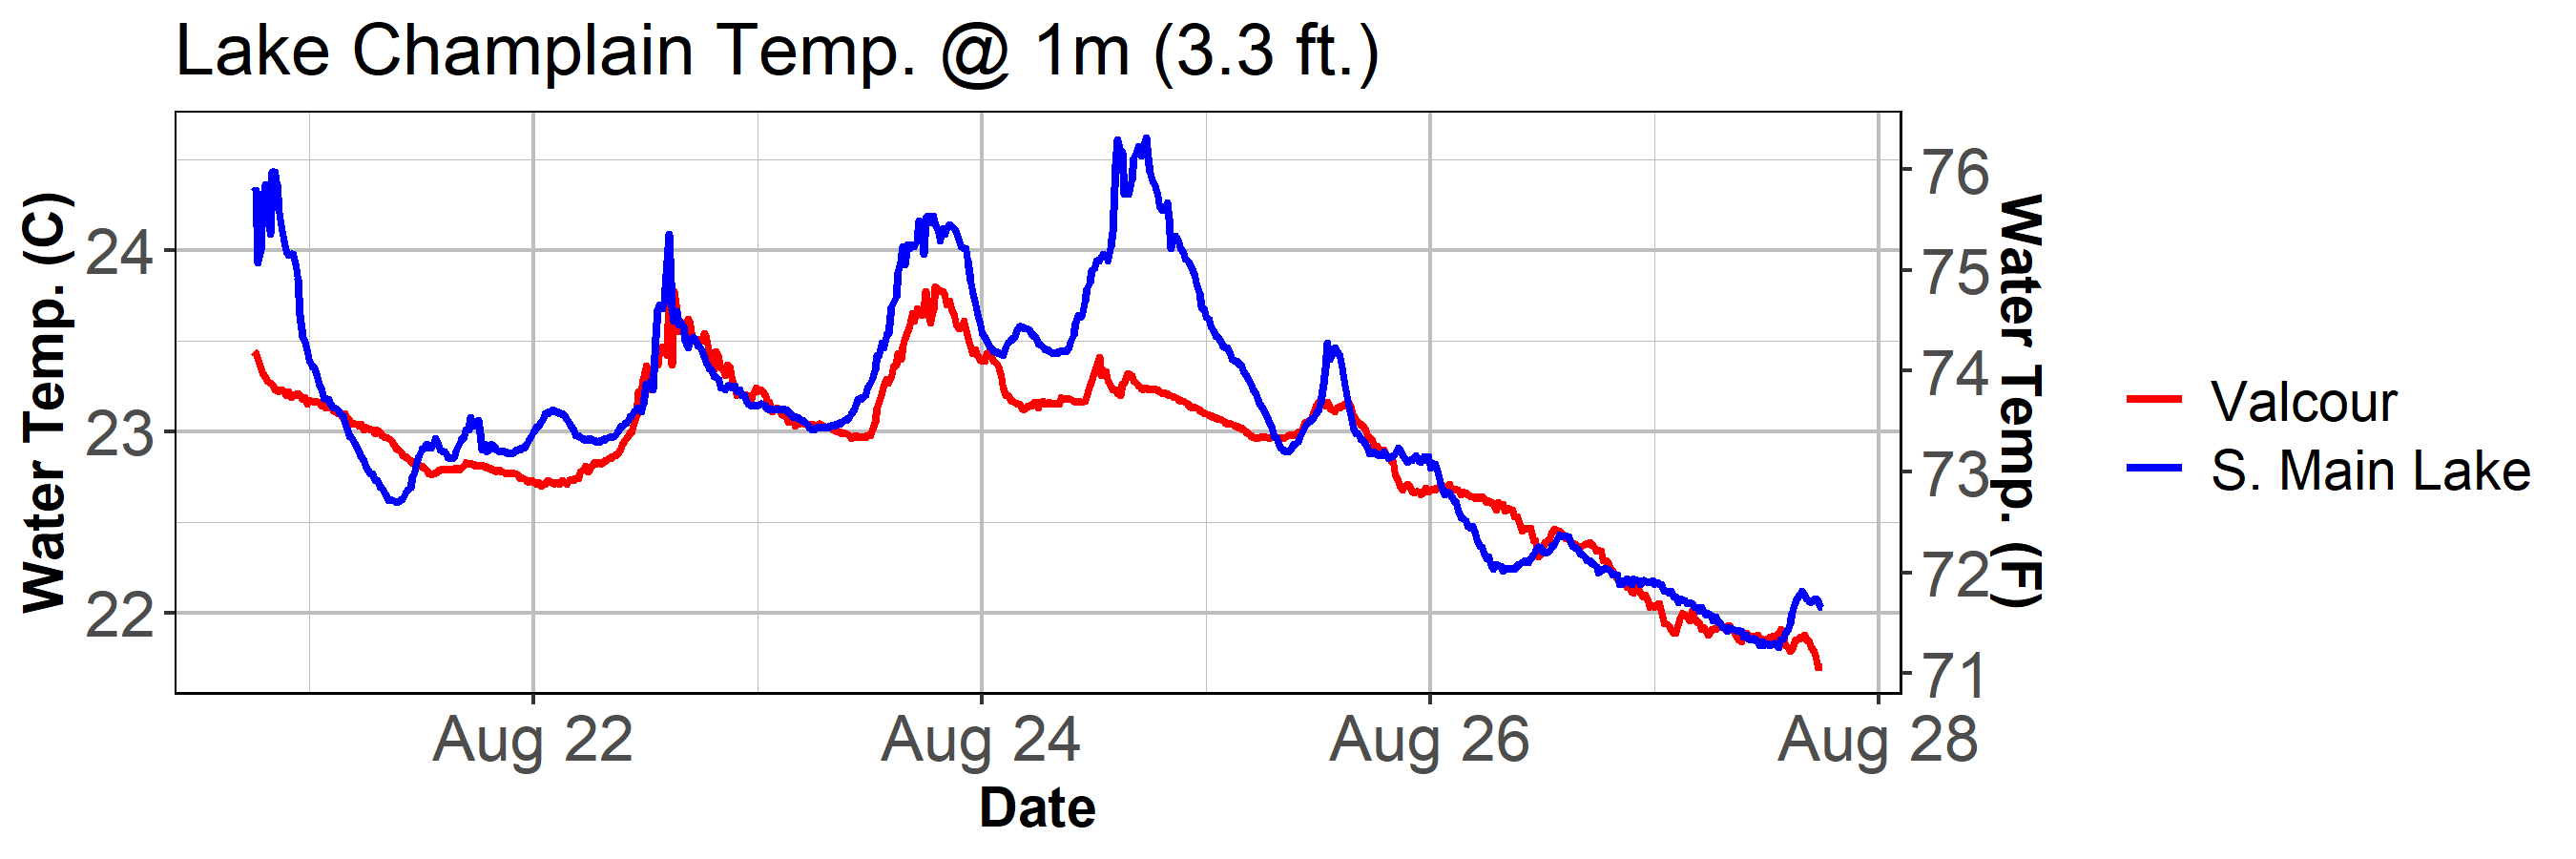 Lake Champlain Temp. @ 1m (3.3 ft.)
Water Temp. (C)
24
23
22
76
75
74
73
72
71
Water Temp. (F)
Aug 22
Aug 24
Aug 26
Aug 28
Date
Valcour
S. Main Lake